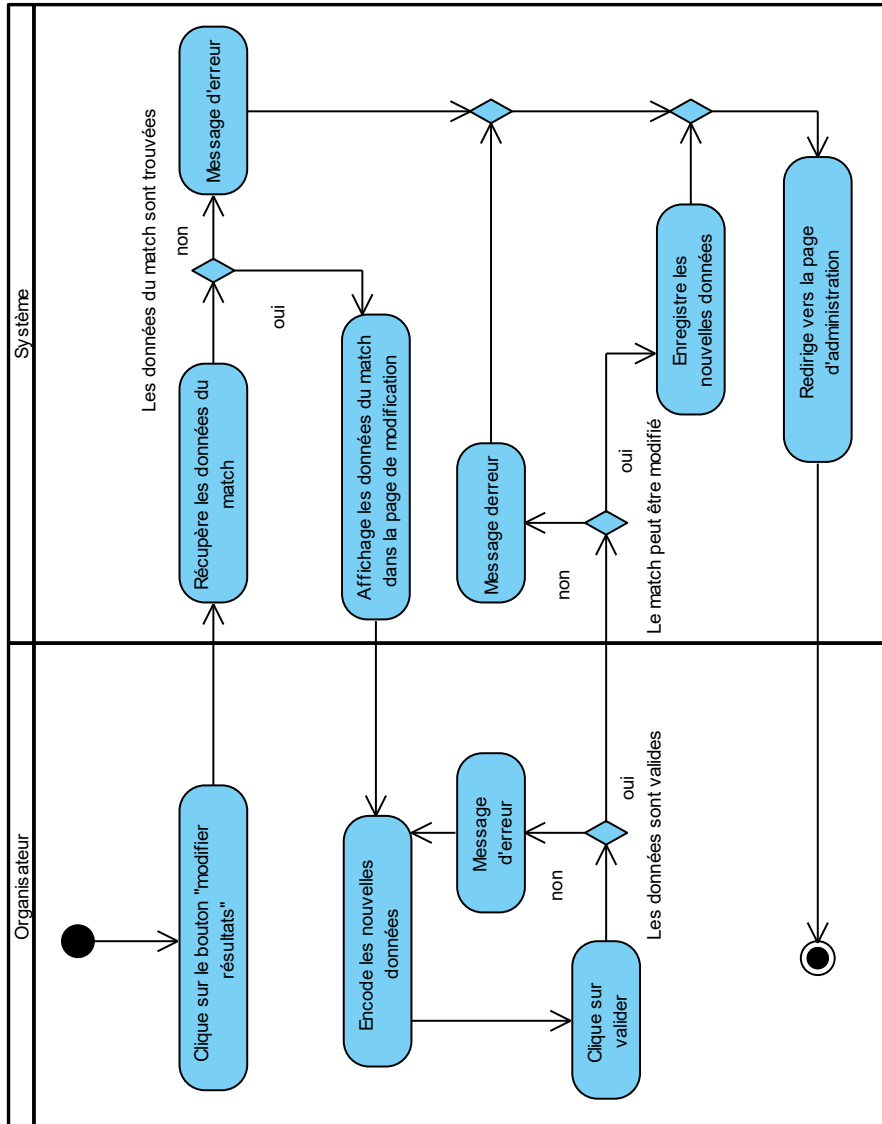 Organisateur
Système
Clique sur le bouton "modifier
résultats"
Récupère les données du
match
Les données du match sont trouvées
non
oui
Message d'erreur
Affichage les données du match
dans la page de modification
Encode les nouvelles
données
Clique sur
valider
Les données sont valides
non
oui
Message
d'erreur
Le match peut être modifié
non
oui
Message derreur
Enregistre les
nouvelles données
Redirige vers la page
d'administration